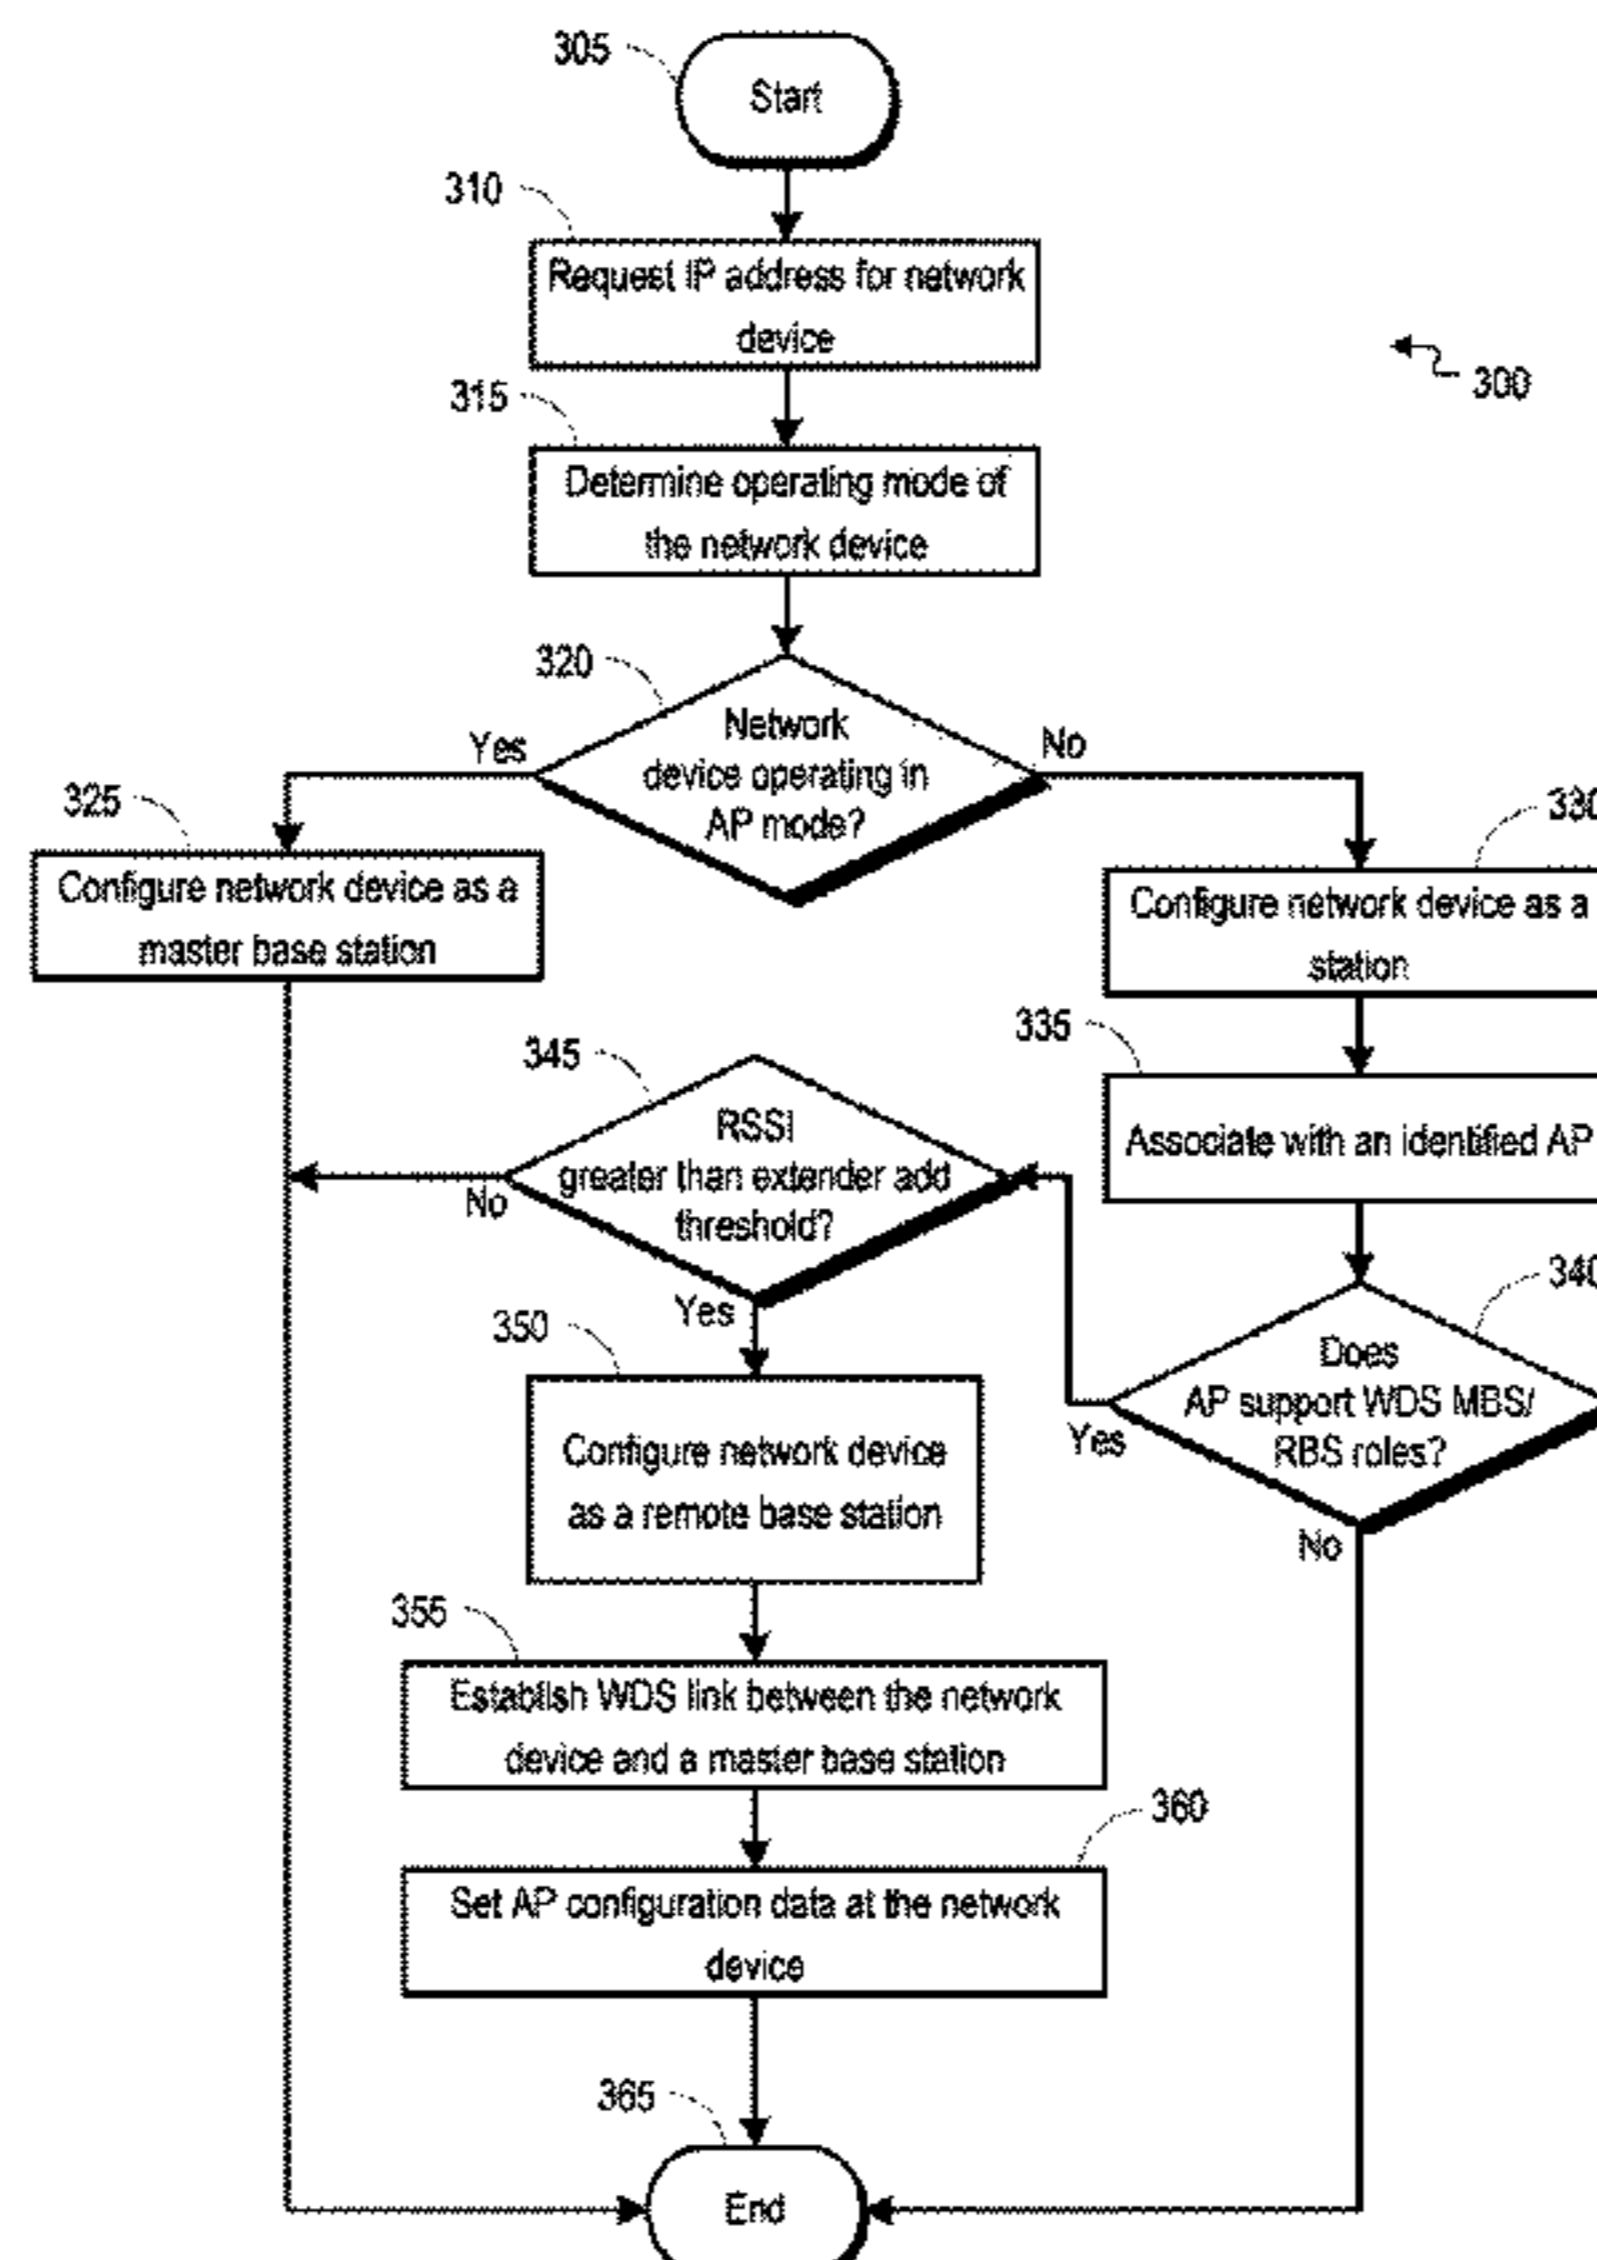 305
Start
310
Request IP address for network
device
300
315
Determine operating mode of
the network device
320
Network
device operating in
AP mode?
Yes
No
325
Configure network device as a
master base station
330
Configure network device as a
station
335
Associate with an identified AP
345
RSSI
greater than extender add
threshold?
No
Yes
340
Does
AP support WDS MBS/
RBS roles?
Yes
No
350
Configure network device
as a remote base station
355
Establish WDS link between the network
device and a master base station
360
Set AP configuration data at the network
device
365
End